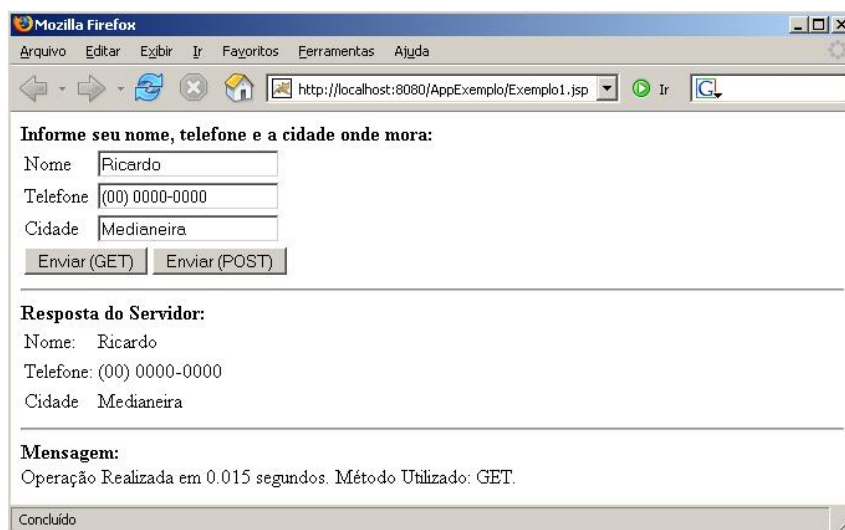 Mozilla Firefox
Arquivo Editar Exibir Ir Favoritos Ferramentas Ajuda
http://localhost:8080/AppExemplo/Exemplo1.jsp Ir G
Informe seu nome, telefone e a cidade onde mora:
Nome Ricardo
Telefone (00) 0000-0000
Cidade Medianeira
Enviar (GET) Enviar (POST)
Resposta do Servidor:
Nome: Ricardo
Telefone: (00) 0000-0000
Cidade Medianeira
Mensagem:
Operação Realizada em 0.015 segundos. Método Utilizado: GET.
Concluído